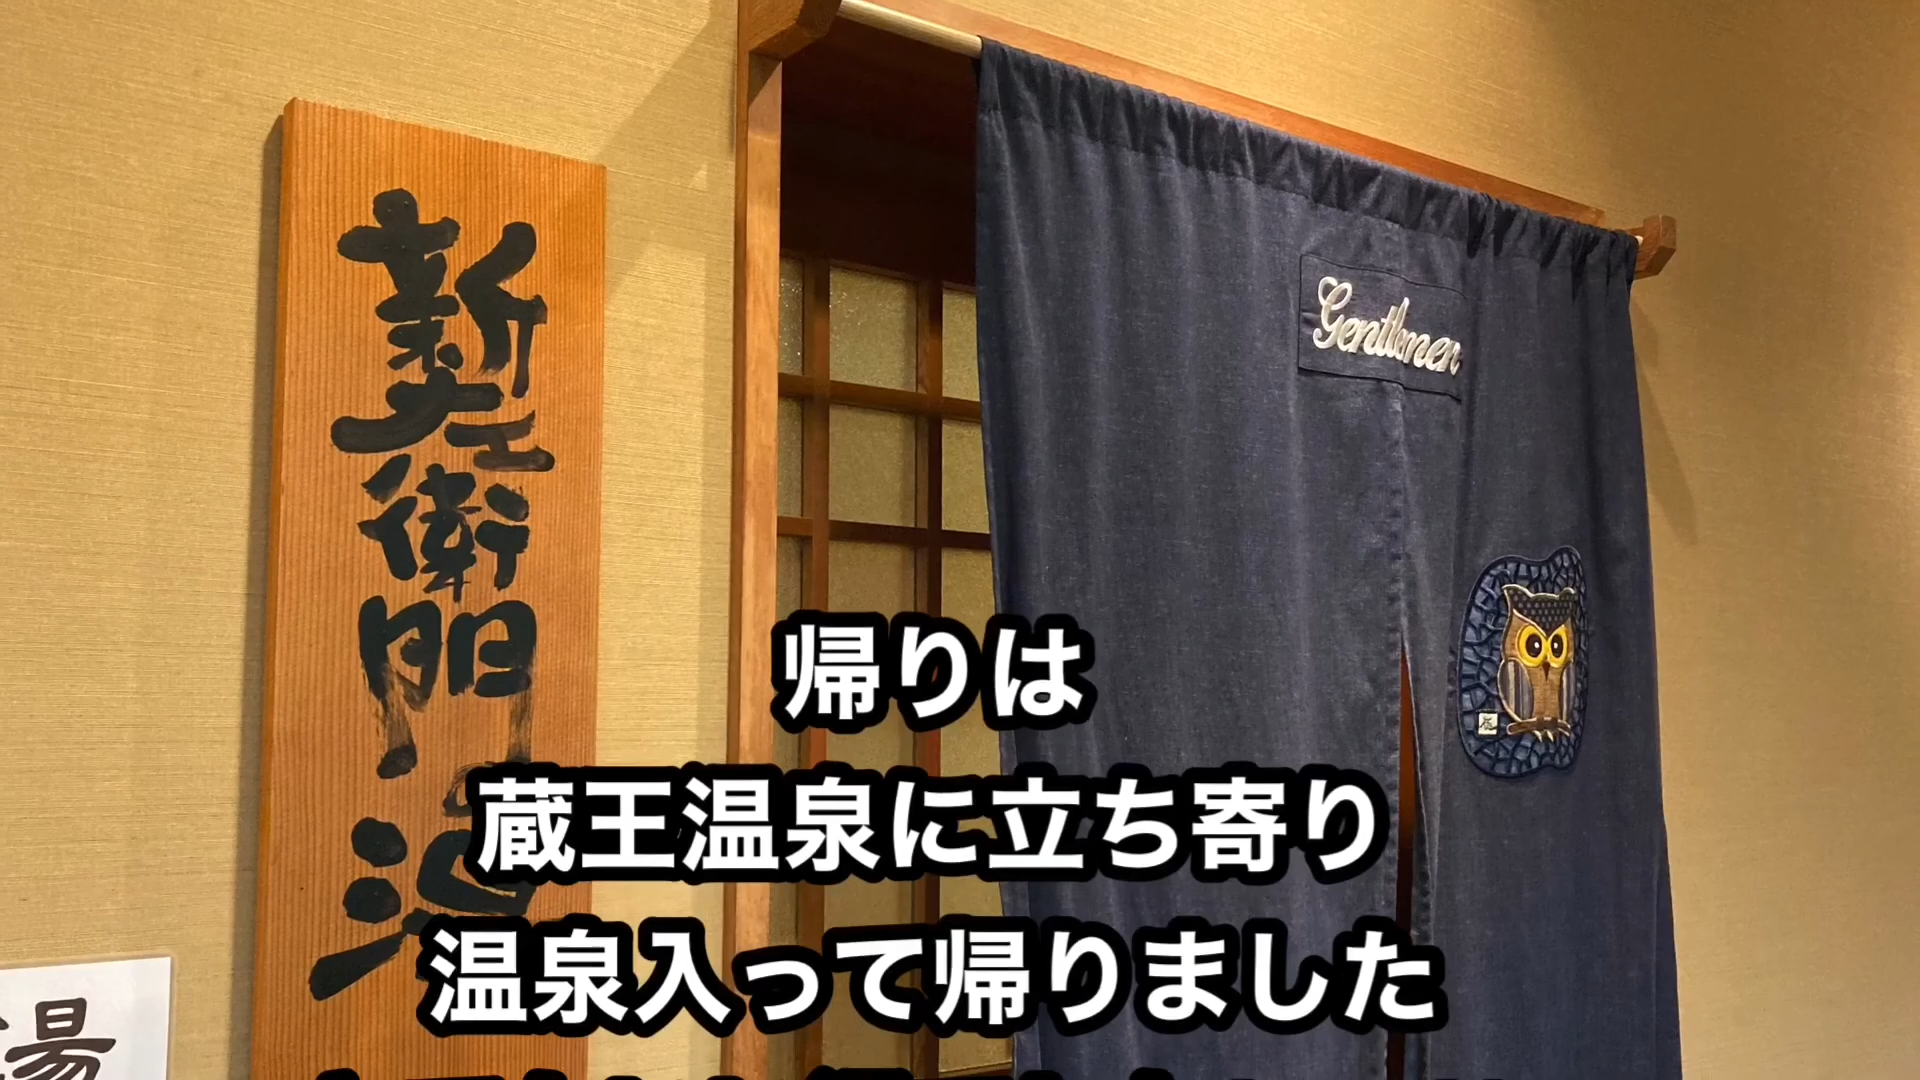 新左衛門
Gentlemen
帰りは
蔵王温泉に立ち寄り
温泉入って帰りました
湯